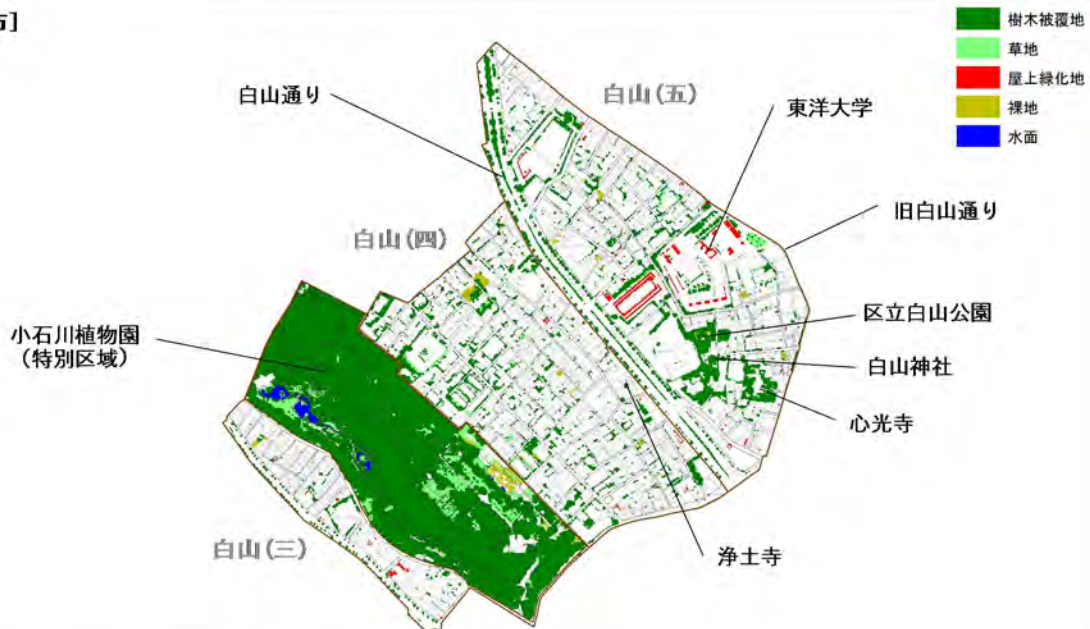 市]
樹木被覆地
草地
屋上緑化地
裸地
水面
白山通り
白山(五)
東洋大学
旧白山通り
白山(四)
小石川植物園
(特別区域)
区立白山公園
白山神社
心光寺
白山(三)
浄土寺